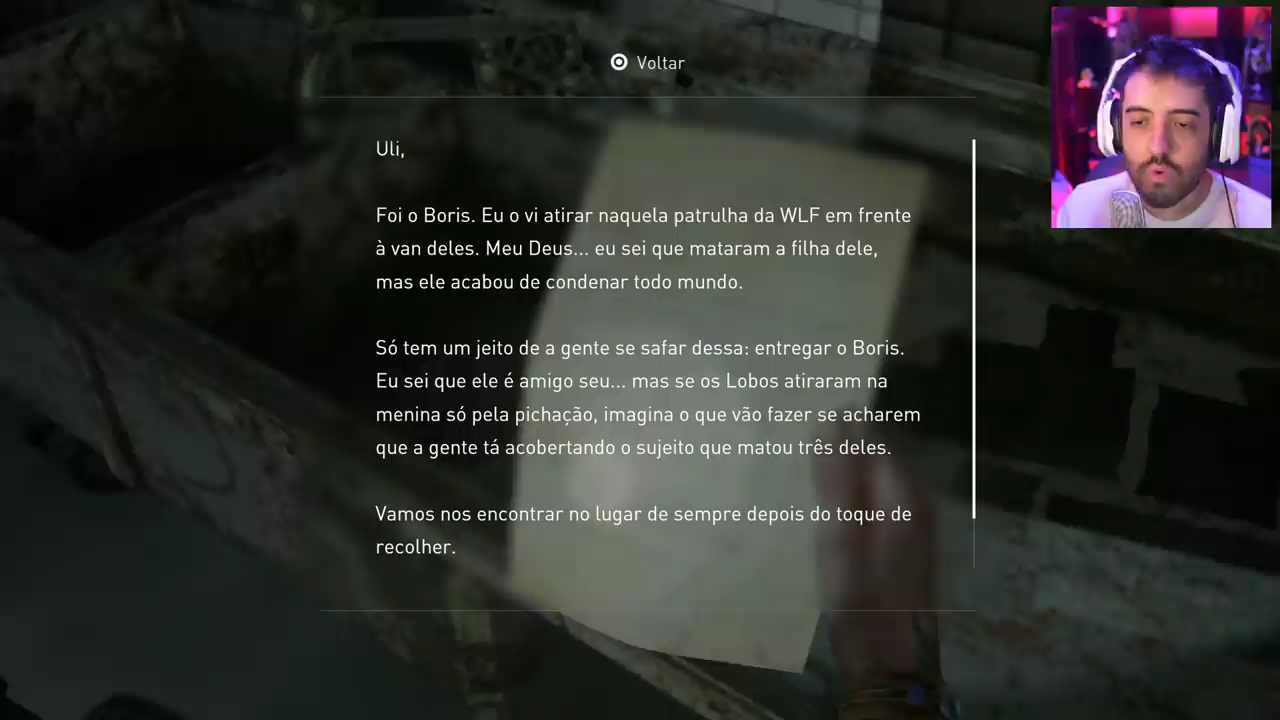 Voltar
Uli,
Foi o Boris. Eu o vi atirar naquela patrulha da WLF em frente
à van deles. Meu Deus... eu sei que mataram a filha dele,
mas ele acabou de condenar todo mundo.
Só tem um jeito de a gente se safar dessa: entregar o Boris.
Eu sei que ele é amigo seu... mas se os Lobos atiraram na
menina só pela pichação, imagina o que vão fazer se acharem
que a gente tá acobertando o sujeito que matou três deles.
Vamos nos encontrar no lugar de sempre depois do toque de
recolher.